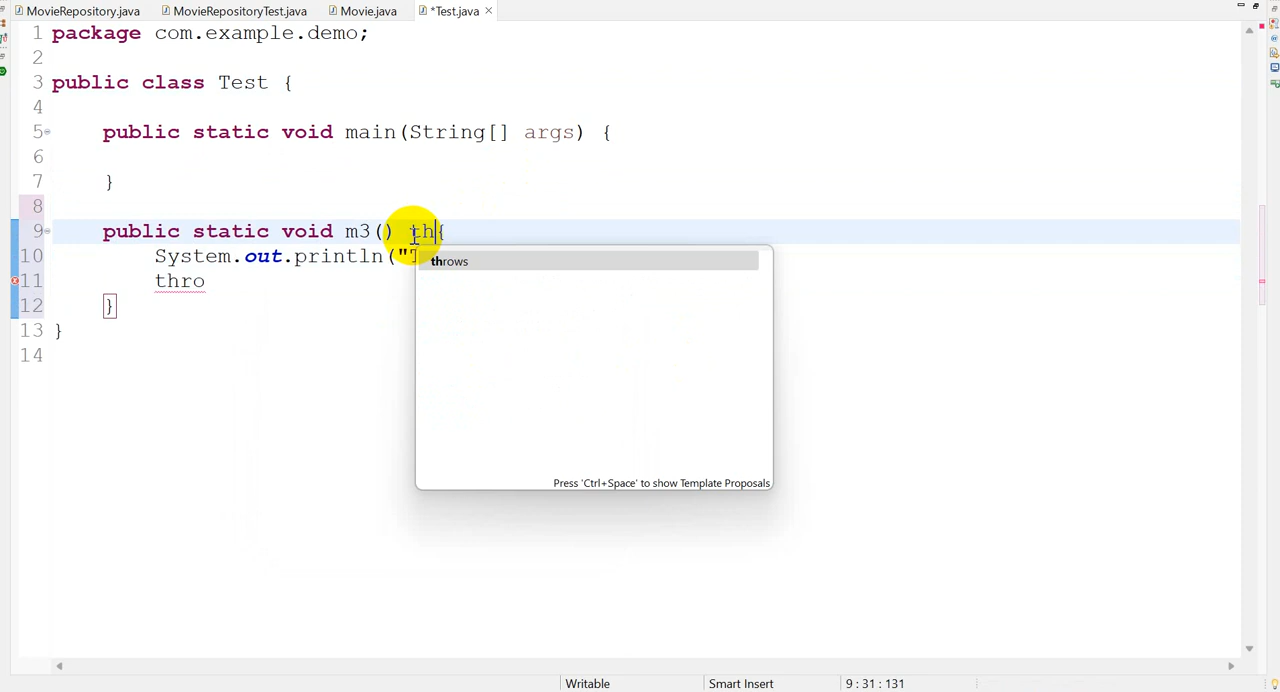 MovieRepository.java MovieRepositoryTest.java Movie.java *Test.java
1 package com.example.demo;
2
3 public class Test {
4
5 public static void main(String[] args) {
6
7 }
8
9 public static void m3() th{
10 System.out.println("T
throws
11 thro
12 }
13 }
14
Press 'Ctrl+Space' to show Template Proposals
Writable Smart Insert 9 : 31 : 131